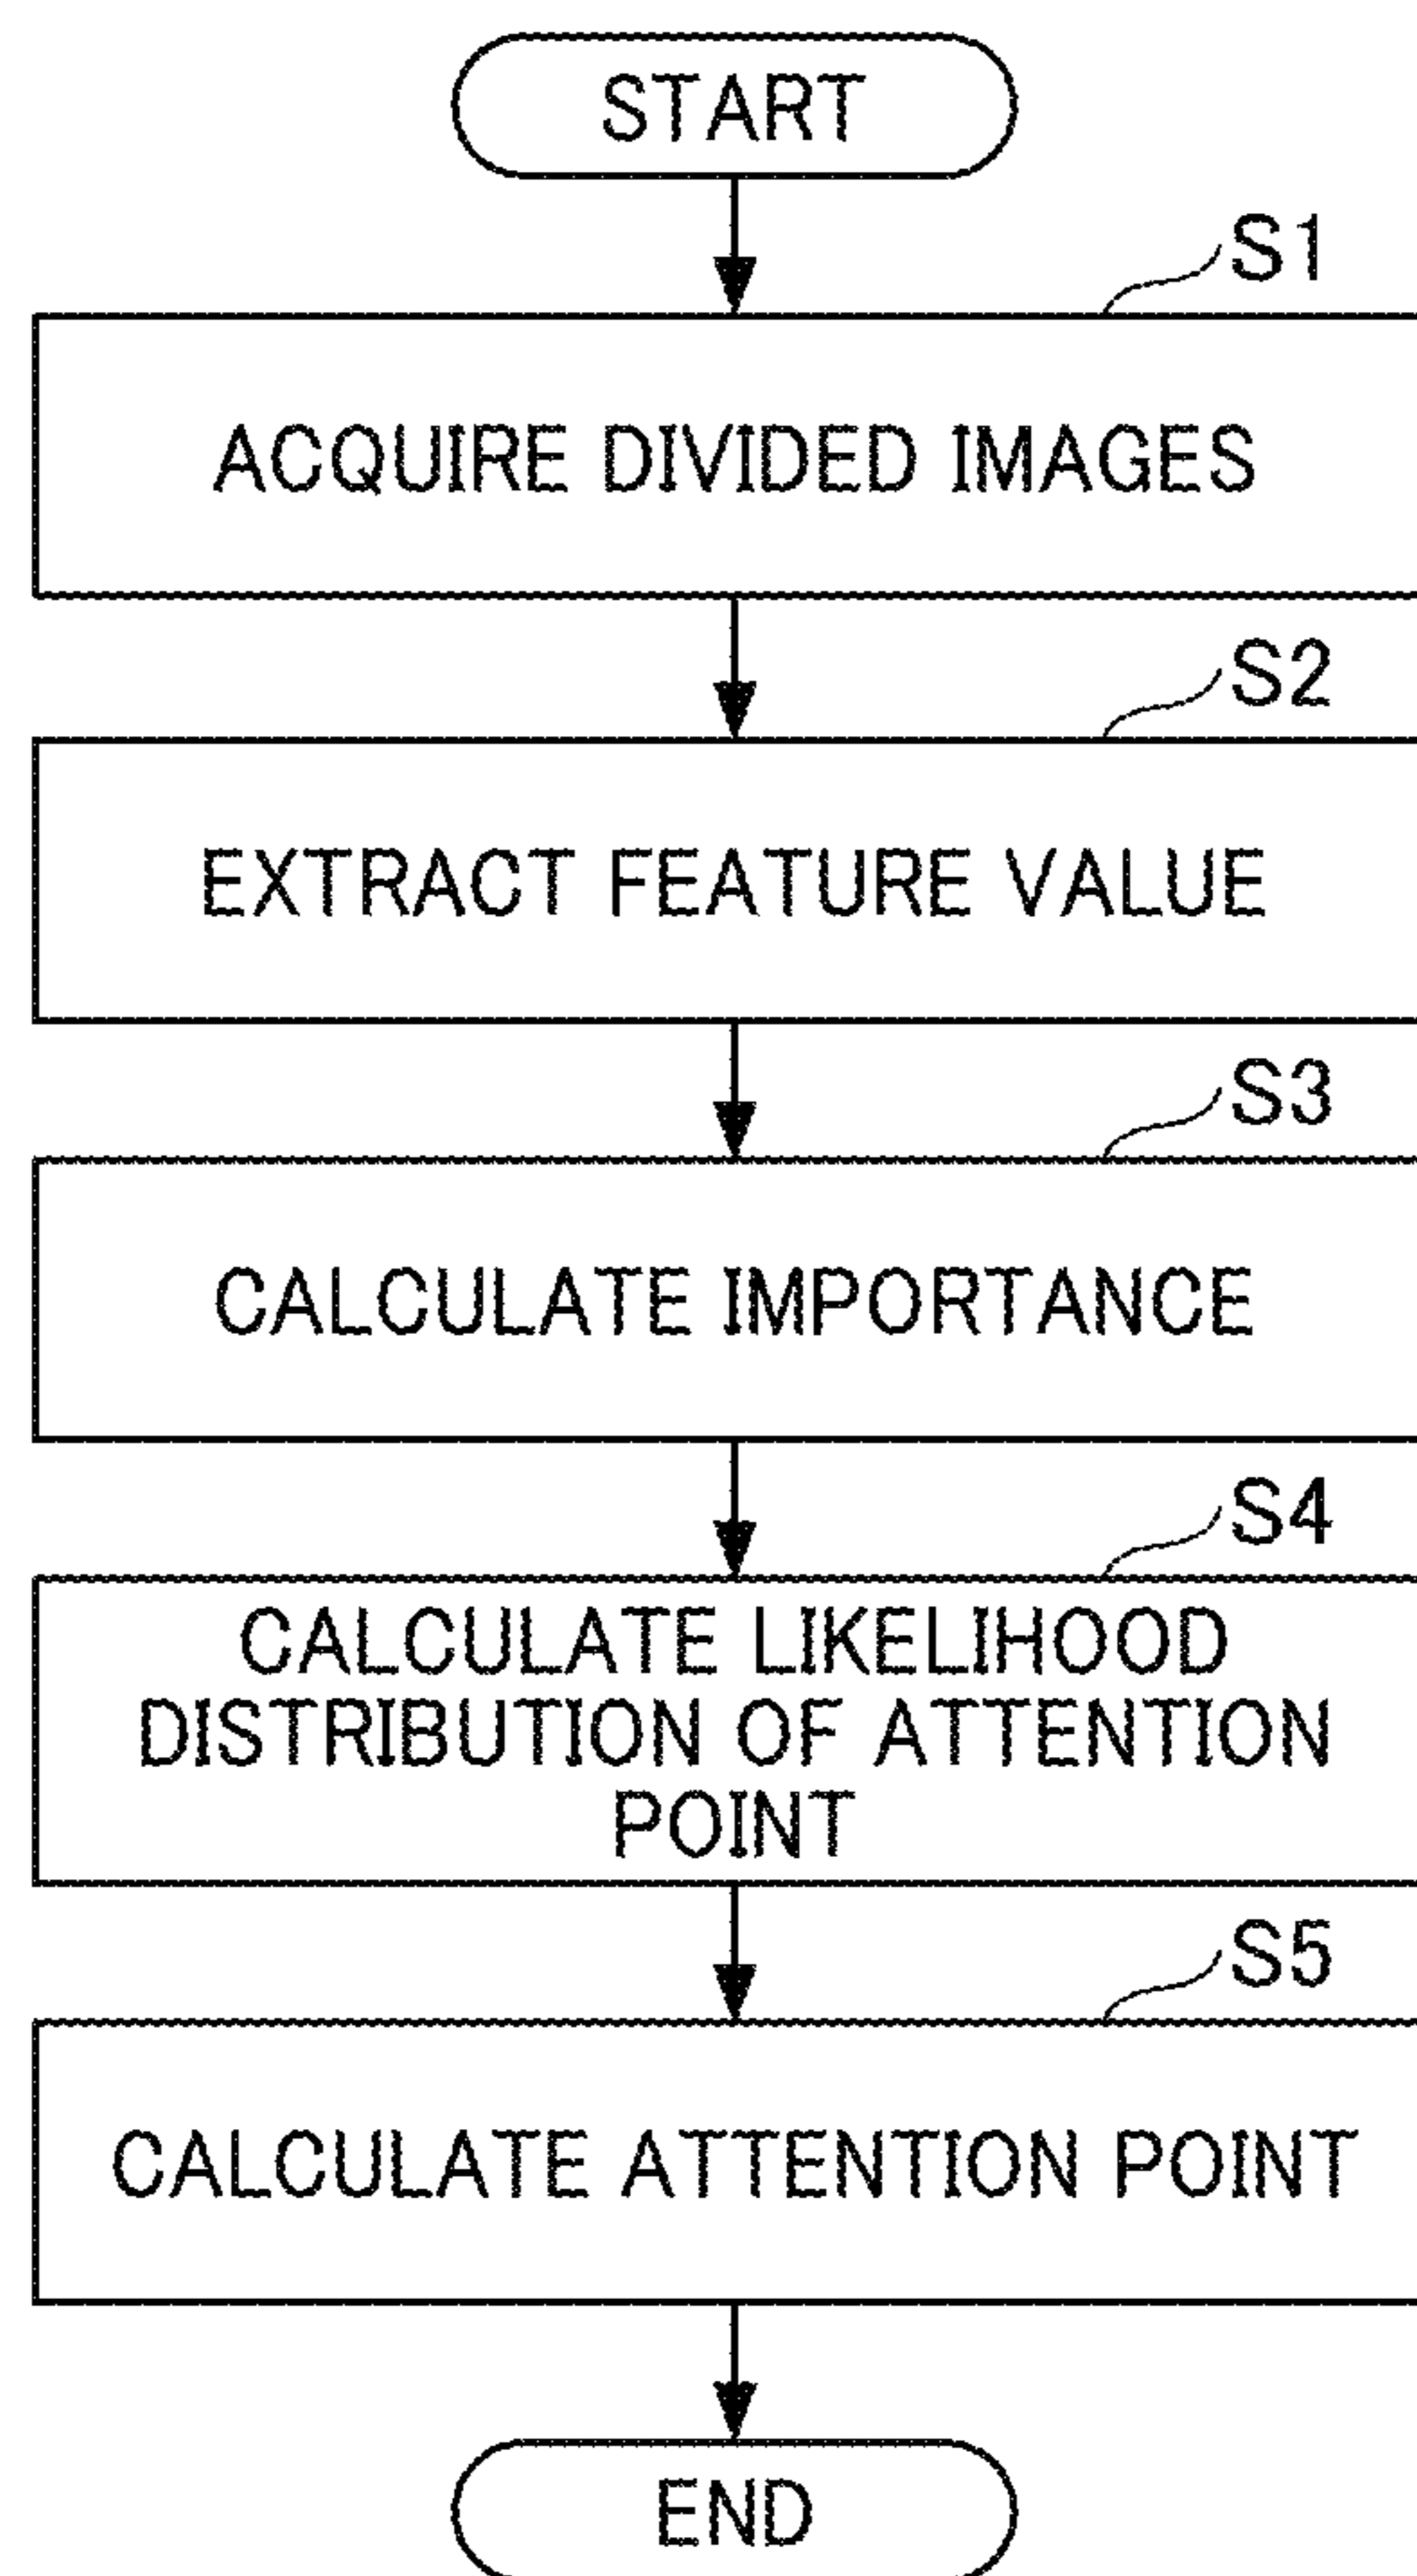 START
S1
ACQUIRE DIVIDED IMAGES
S2
EXTRACT FEATURE VALUE
S3
CALCULATE IMPORTANCE
S4
CALCULATE LIKELIHOOD
DISTRIBUTION OF ATTENTION
POINT
S5
CALCULATE ATTENTION POINT
END